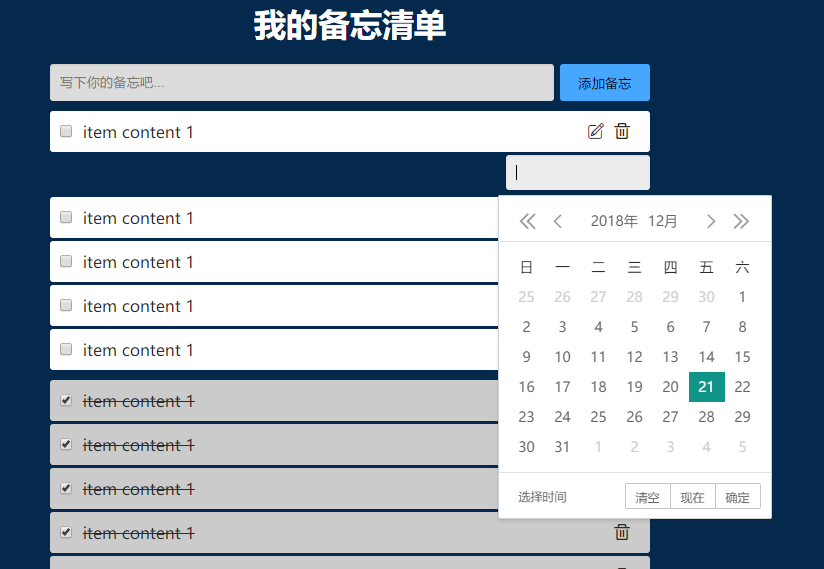 我的备忘清单
写下你的备忘吧...
添加备忘
item content 1
2018年 12月
日 一 二 三 四 五 六
25 26 27 28 29 30 1
2 3 4 5 6 7 8
9 10 11 12 13 14 15
16 17 18 19 20 21 22
23 24 25 26 27 28 29
30 31 1 2 3 4 5
选择时间 清空 现在 确定
item content 1
item content 1
item content 1
item content 1
item content 1
item content 1
item content 1
item content 1